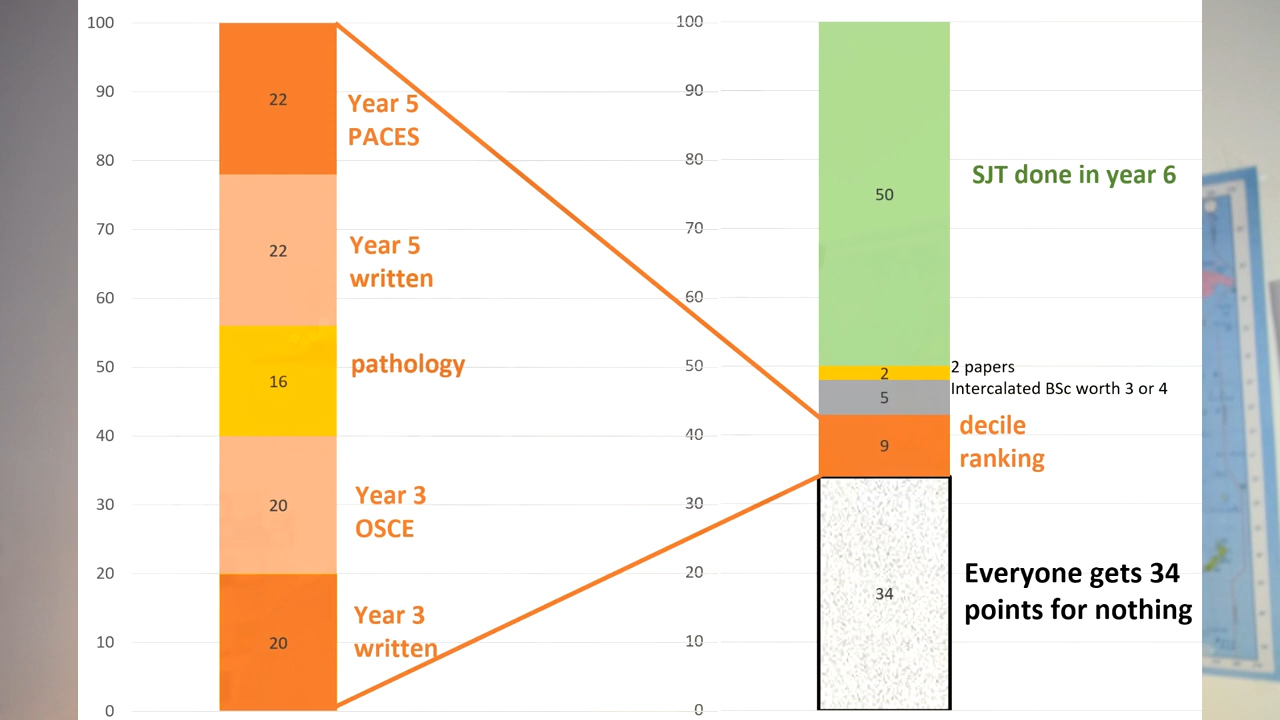 100
90
80
70
60
50
40
30
20
10
0
22
22
16
20
20
Year 5
PACES
Year 5
written
pathology
Year 3
OSCE
Year 3
written
100
90
80
70
60
50
40
30
20
10
0
50
2
5
9
34
SJT done in year 6
2 papers
Intercalated BSc worth 3 or 4
decile
ranking
Everyone gets 34
points for nothing